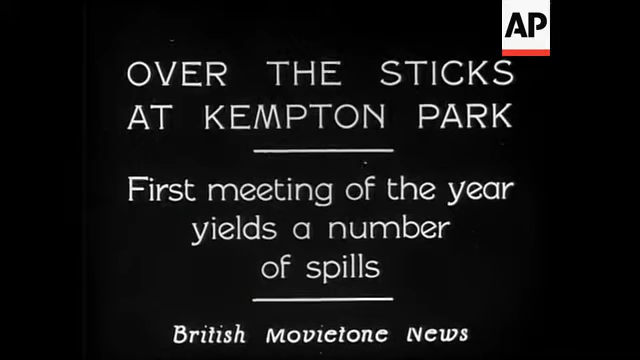 AP
OVER THE STICKS
AT KEMPTON PARK
First meeting of the year
yields a number
of spills
British Movietone News